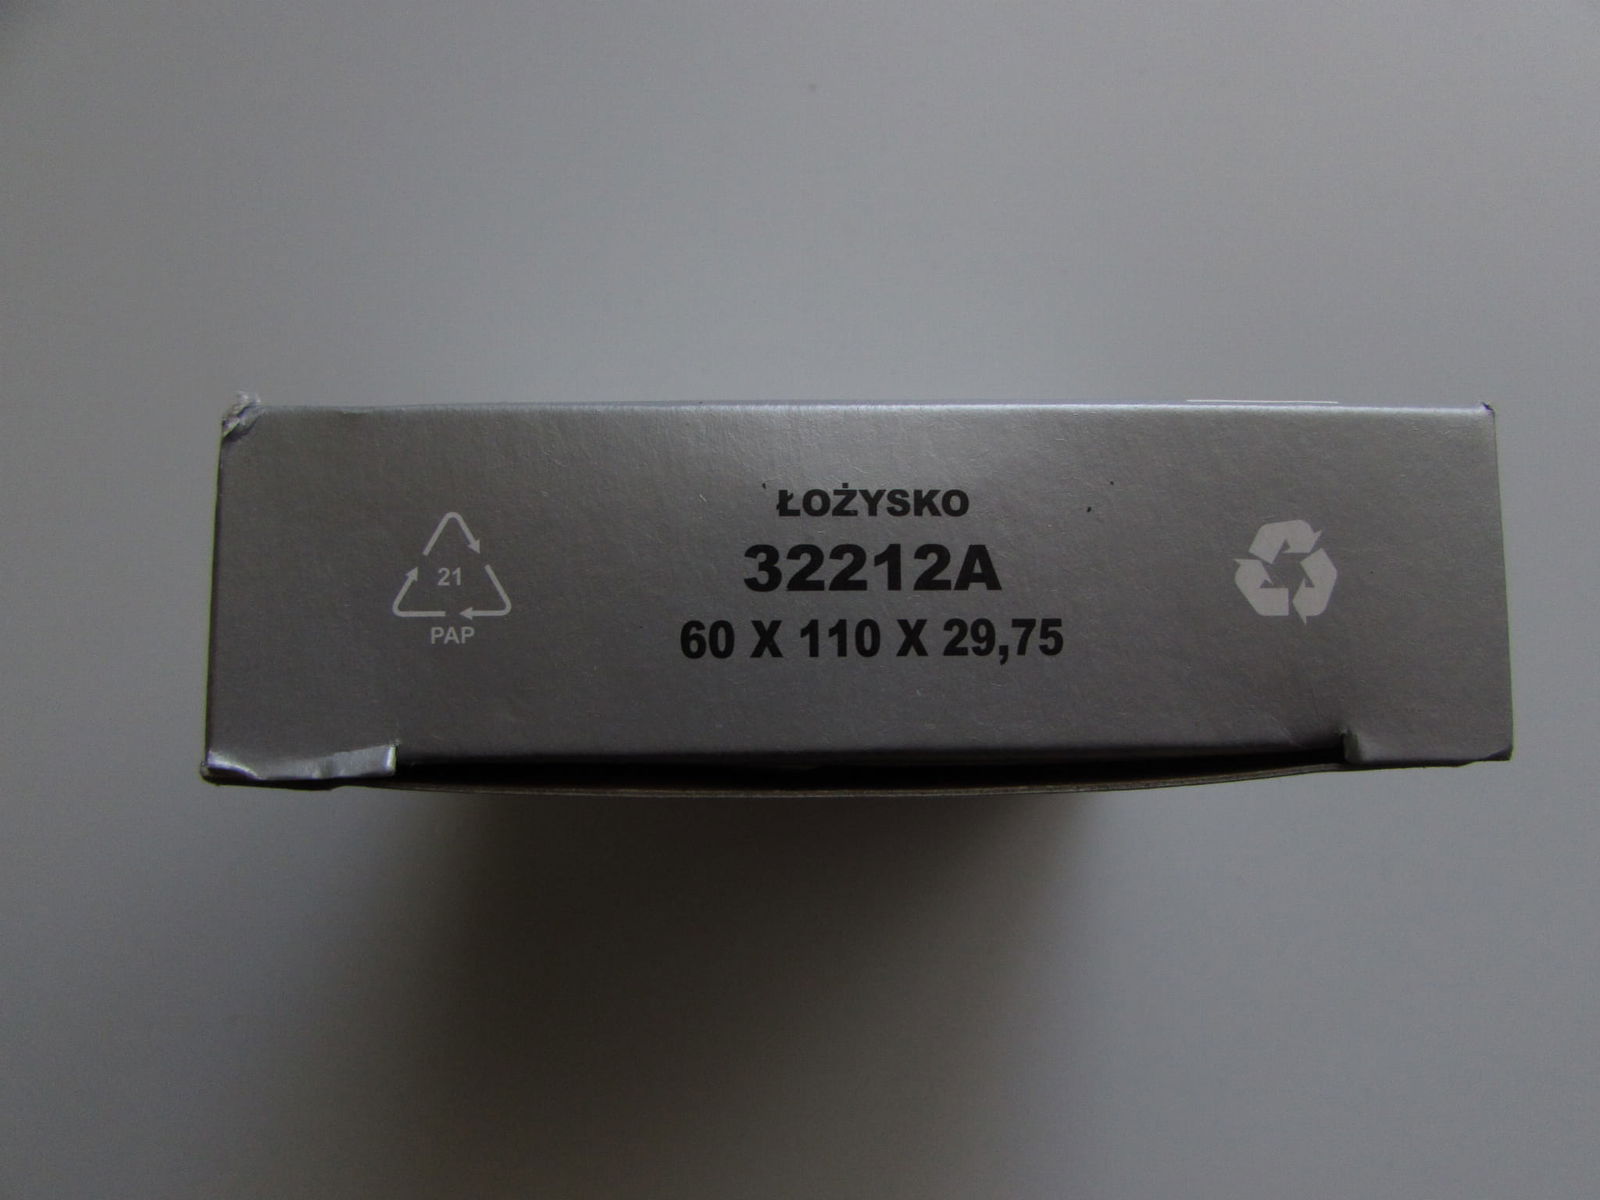 ŁOŻYSKO
32212A
60 X 110 X 29,75
21
PAP